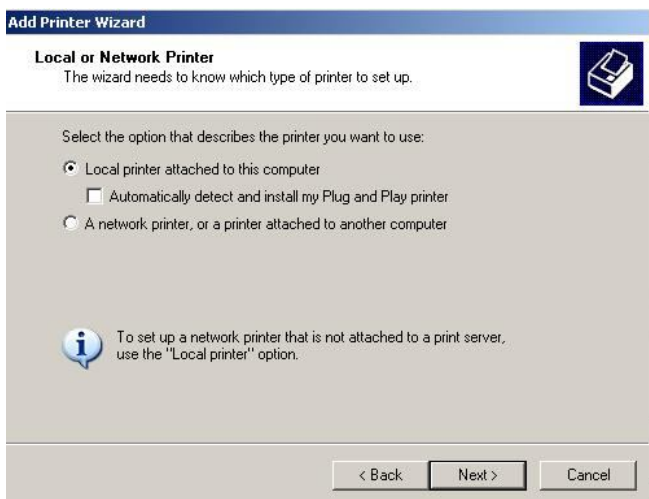 Add Printer Wizard
Local or Network Printer
The wizard needs to know which type of printer to set up.
Select the option that describes the printer you want to use:
Local printer attached to this computer
Automatically detect and install my Plug and Play printer
A network printer, or a printer attached to another computer
To set up a network printer that is not attached to a print server,
use the "Local printer" option.
< Back
Next >
Cancel